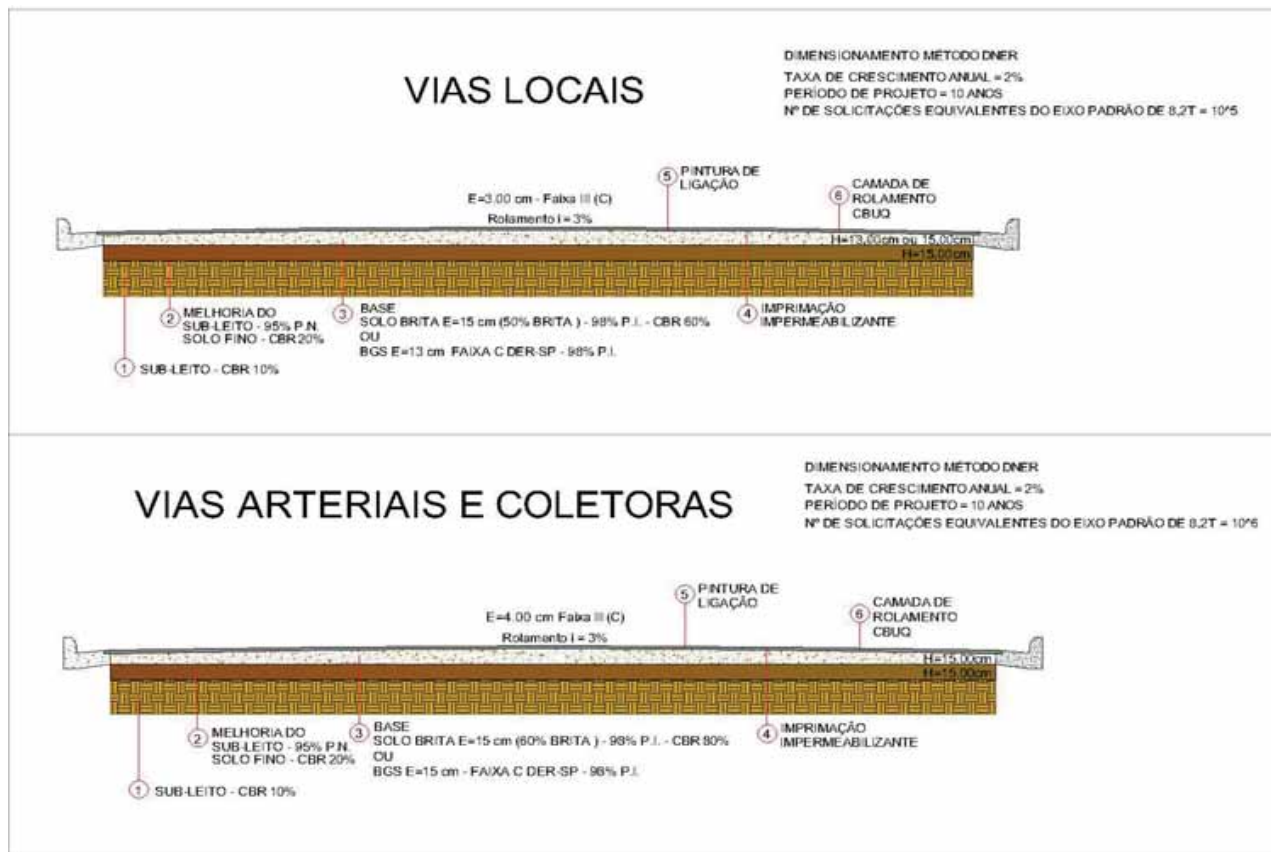 VIAS LOCAIS
DIMENSIONAMENTO MÉTODO DNER
TAXA DE CRESCIMENTO ANUAL = 2%
PERÍODO DE PROJETO = 10 ANOS
Nº DE SOLICITAÇÕES EQUIVALENTES DO EIXO PADRÃO DE 8,2T = 10^5
E=3.00 cm - Faixa III (C)
Rolamento i = 3%
5 PINTURA DE
LIGAÇÃO
6 CAMADA DE
ROLAMENTO
CBUQ
H=13,00cm ou 15,00cm
H=15,00cm
2 MELHORIA DO
SUB-LEITO - 95% P.N.
SOLO FINO - CBR 20%
3 BASE
SOLO BRITA E=15 cm (50% BRITA ) - 98% P.I. - CBR 60%
OU
BGS E=13 cm FAIXA C DER-SP - 98% P.I.
4 IMPRIMAÇÃO
IMPERMEABILIZANTE
1 SUB-LEITO - CBR 10%
VIAS ARTERIAIS E COLETORAS
DIMENSIONAMENTO MÉTODO DNER
TAXA DE CRESCIMENTO ANUAL = 2%
PERÍODO DE PROJETO = 10 ANOS
Nº DE SOLICITAÇÕES EQUIVALENTES DO EIXO PADRÃO DE 8,2T = 10^6
E=4.00 cm Faixa III (C)
Rolamento i = 3%
5 PINTURA DE
LIGAÇÃO
6 CAMADA DE
ROLAMENTO
CBUQ
H=15,00cm
H=15,00cm
2 MELHORIA DO
SUB-LEITO - 95% P.N.
SOLO FINO - CBR 20%
3 BASE
SOLO BRITA E=15 cm (60% BRITA ) - 98% P.I. - CBR 80%
OU
BGS E=15 cm - FAIXA C DER-SP - 98% P.I.
4 IMPRIMAÇÃO
IMPERMEABILIZANTE
1 SUB-LEITO - CBR 10%